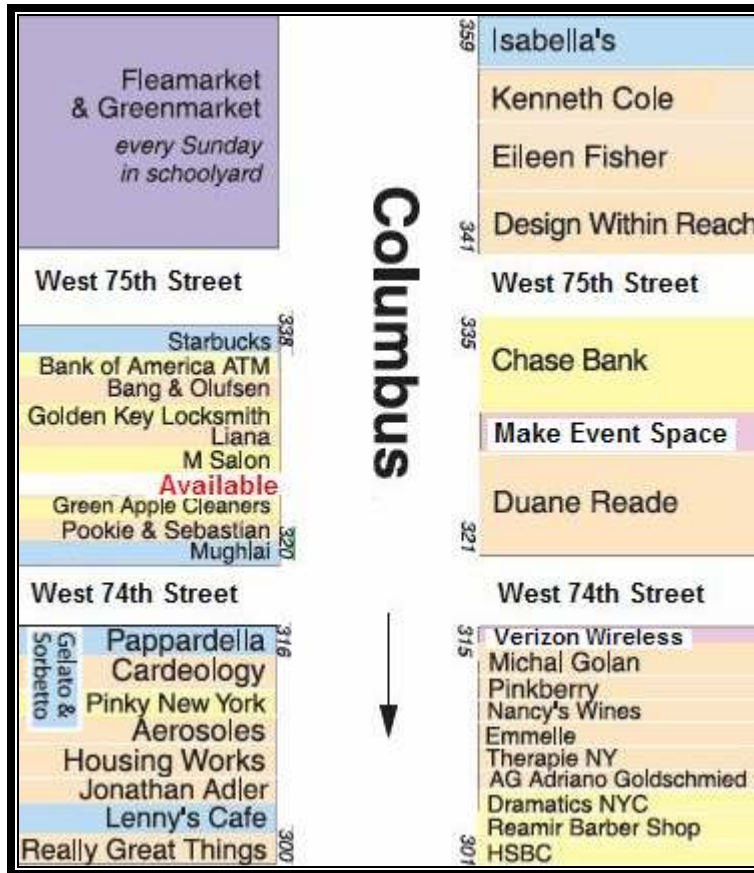 Fleamarket
& Greenmarket
every Sunday
in schoolyard
West 75th Street
338
Starbucks
Bank of America ATM
Bang & Olufsen
Golden Key Locksmith
Liana
M Salon
Available
Green Apple Cleaners
Pookie & Sebastian
Mughlai
320
West 74th Street
316
Gelato &
Sorbetto
Pappardella
Cardeology
Pinky New York
Aerosoles
Housing Works
Jonathan Adler
Lenny's Cafe
Really Great Things
300
Columbus
359
Isabella's
Kenneth Cole
Eileen Fisher
Design Within Reach
341
West 75th Street
335
Chase Bank
Make Event Space
Duane Reade
321
West 74th Street
315
Verizon Wireless
Michal Golan
Pinkberry
Nancy's Wines
Emmelle
Therapie NY
AG Adriano Goldschmied
Dramatics NYC
Reamir Barber Shop
HSBC
301